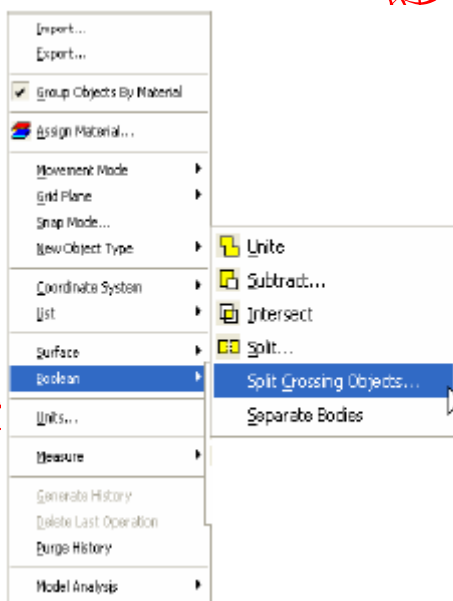 Import...
Export...
Group Objects By Material
Assign Material...
Movement Mode
Grid Plane
Snap Mode...
New Object Type
Coordinate System
List
Surface
Boolean
Units...
Measure
Generate History
Delete Last Operation
Purge History
Model Analysis
Unite
Subtract...
Intersect
Split...
Split Crossing Objects...
Separate Bodies